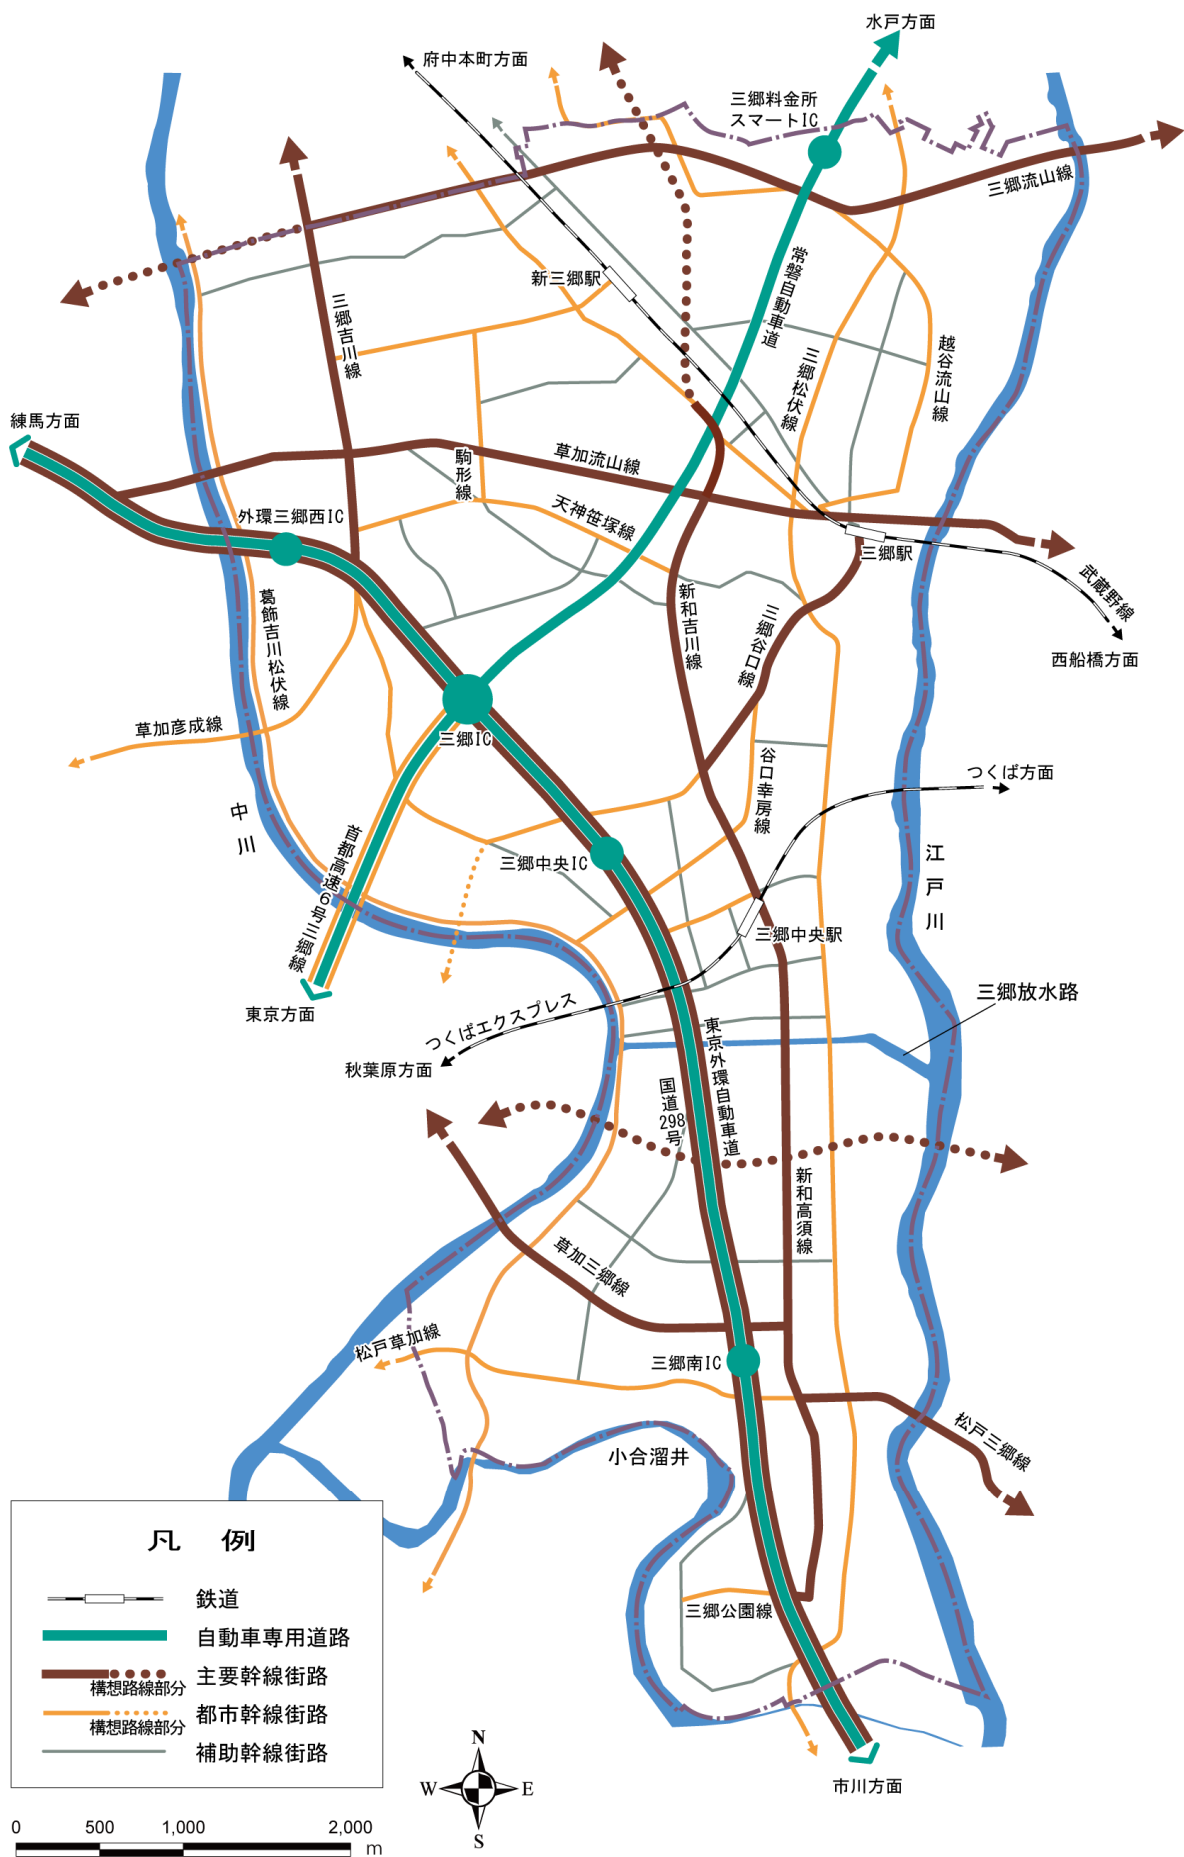 水戸方面
府中本町方面
三郷料金所
スマートIC
三郷流山線
新三郷駅
常磐自動車道
三郷吉川線
三郷松伏線
越谷流山線
練馬方面
草加流山線
駒形線
天神笹塚線
外環三郷西IC
三郷駅
武蔵野線
西船橋方面
葛飾吉川松伏線
新和吉川線
三郷谷口線
草加彦成線
三郷IC
谷口幸房線
つくば方面
中川
首都高速6号三郷線
三郷中央IC
江戸川
三郷中央駅
東京方面
三郷放水路
つくばエクスプレス
秋葉原方面
東京外環自動車道
国道298号
新和高須線
草加三郷線
松戸草加線
三郷南IC
松戸三郷線
小合溜井
三郷公園線
市川方面
凡 例
鉄道
自動車専用道路
主要幹線街路
構想路線部分
都市幹線街路
構想路線部分
補助幹線街路
N
W E
S
0 500 1,000 2,000
m